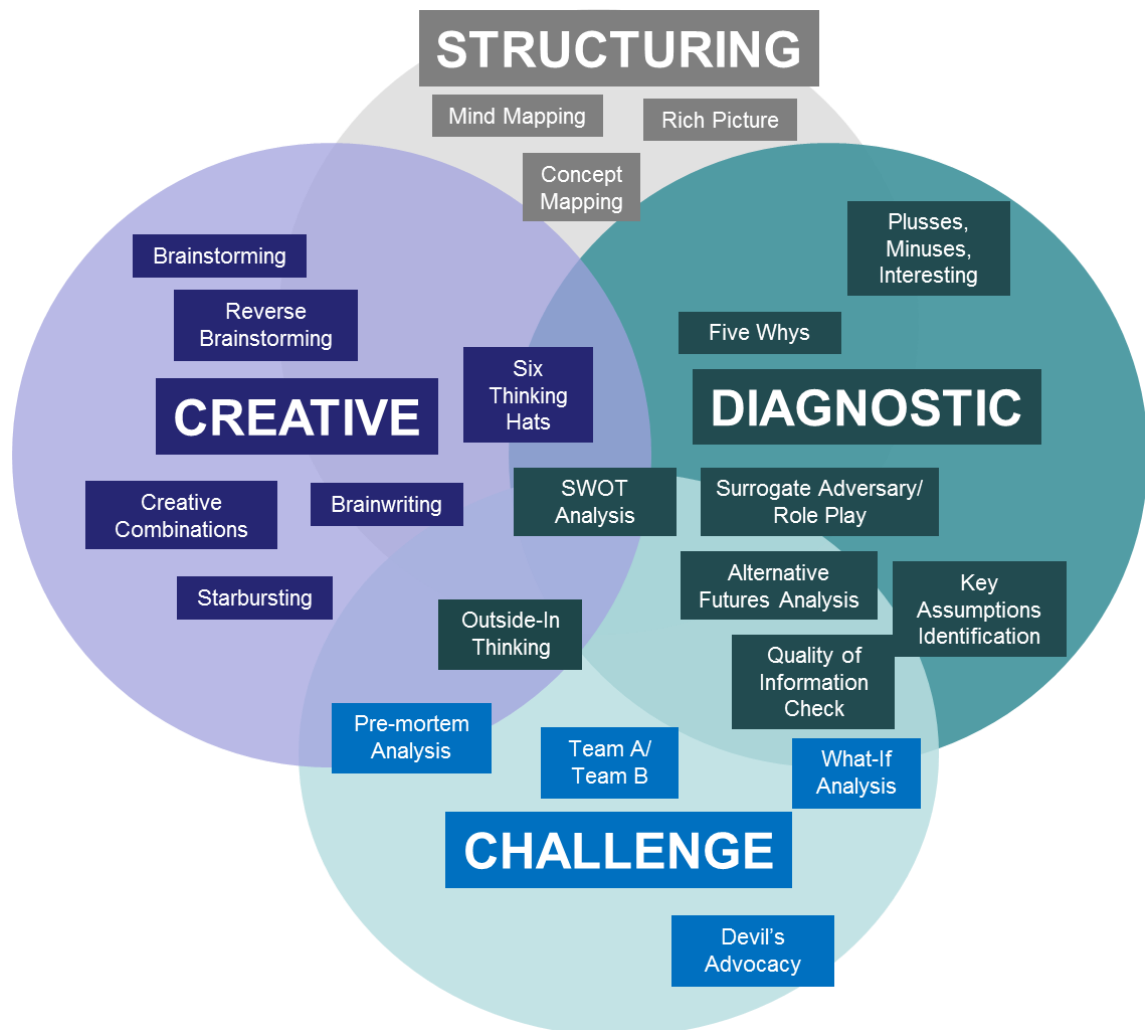 STRUCTURING
Mind Mapping
Rich Picture
Concept
Mapping
Plusses,
Minuses,
Interesting
Brainstorming
Reverse
Brainstorming
Five Whys
Six
Thinking
Hats
CREATIVE
DIAGNOSTIC
Creative
Combinations
Brainwriting
SWOT
Analysis
Surrogate Adversary/
Role Play
Starbursting
Alternative
Futures Analysis
Key
Assumptions
Identification
Outside-In
Thinking
Quality of
Information
Check
Pre-mortem
Analysis
Team A/
Team B
What-If
Analysis
CHALLENGE
Devil’s
Advocacy